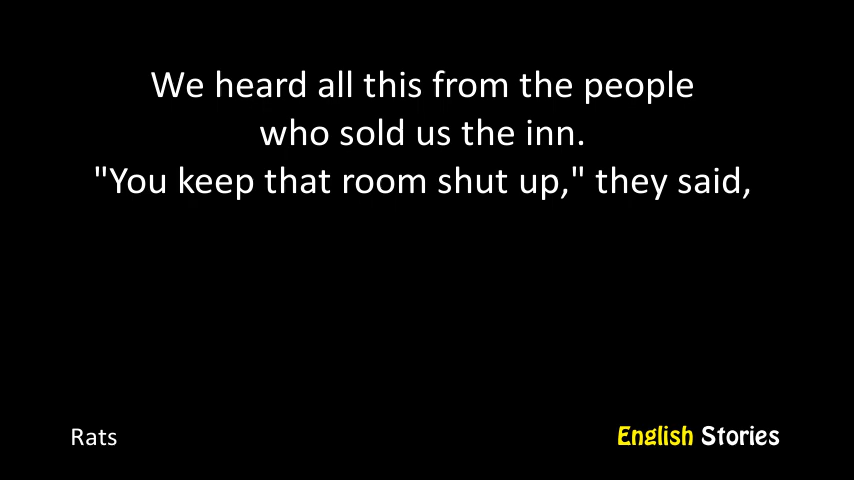 We heard all this from the people
who sold us the inn.
"You keep that room shut up," they said,
Rats
English Stories